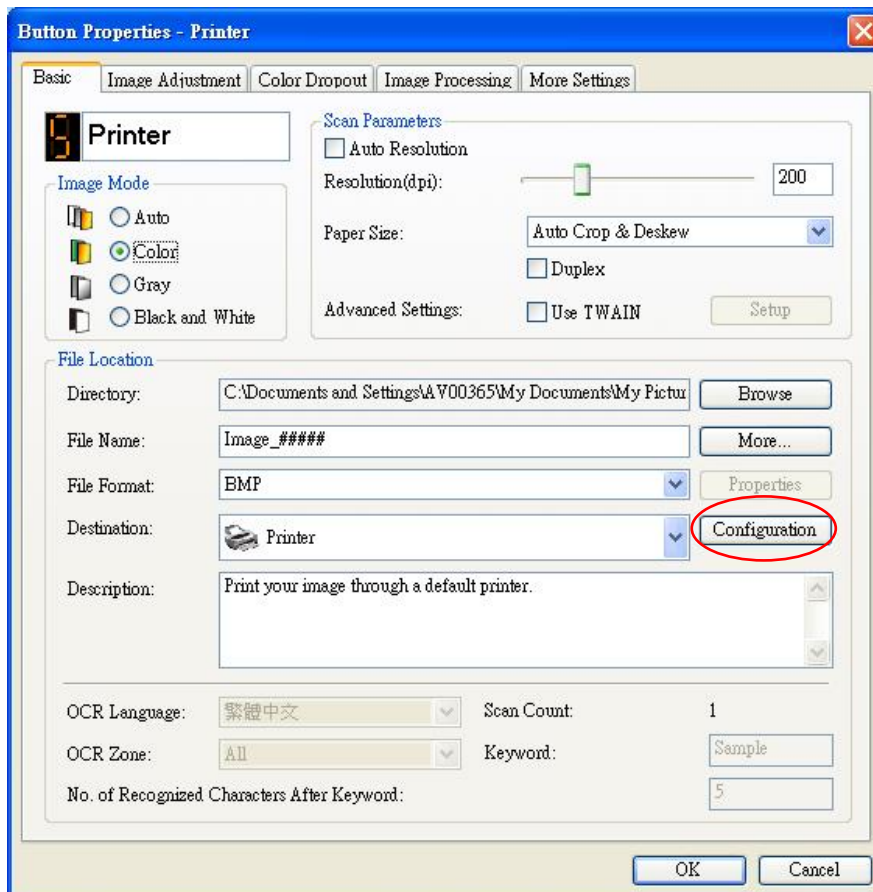 Button Properties - Printer
Basic Image Adjustment Color Dropout Image Processing More Settings
9 Printer
Image Mode
Auto
Color
Gray
Black and White
Scan Parameters
Auto Resolution
Resolution(dpi): 200
Paper Size: Auto Crop & Deskew
Duplex
Advanced Settings: Use TWAIN Setup
File Location
Directory: C:\Documents and Settings\AV00365\My Documents\My Pictur Browse
File Name: Image_##### More...
File Format: BMP Properties
Destination: Printer Configuration
Description: Print your image through a default printer.
OCR Language: 繁體中文 Scan Count: 1
OCR Zone: All Keyword: Sample
No. of Recognized Characters After Keyword: 5
OK Cancel